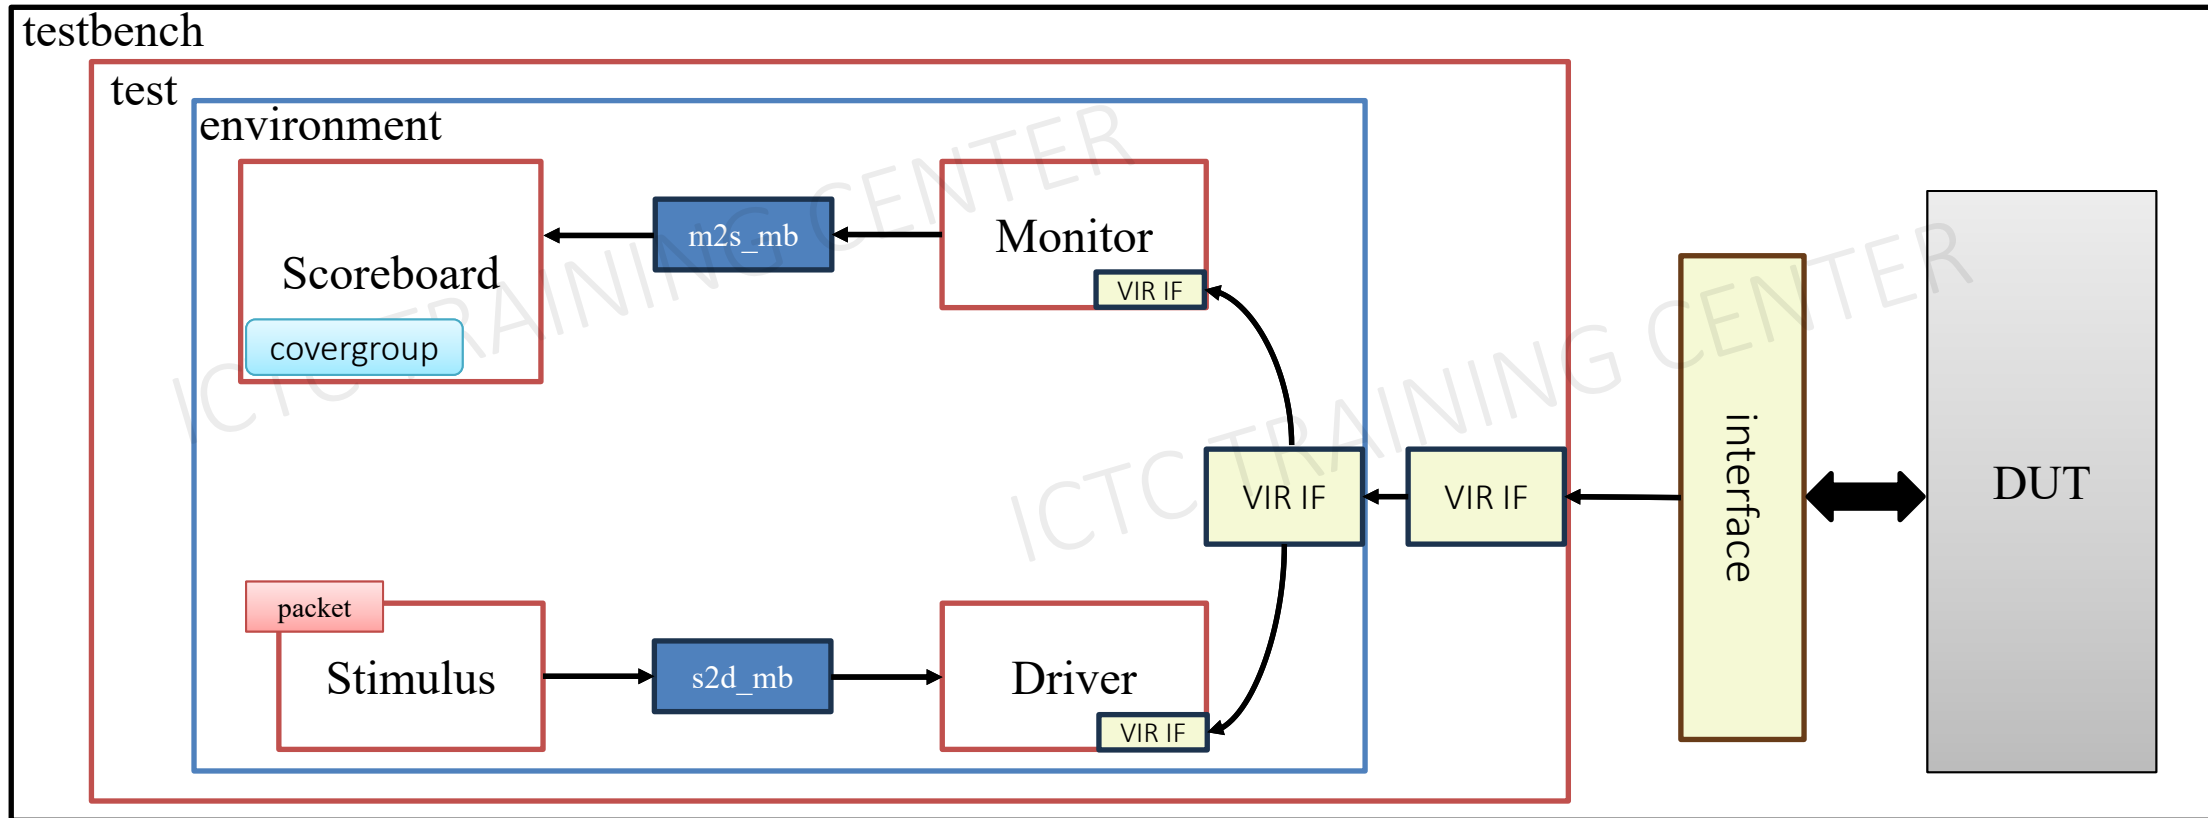 testbench
test
environment
Scoreboard
covergroup
m2s_mb
Monitor
VIR IF
VIR IF
VIR IF
interface
DUT
packet
Stimulus
s2d_mb
Driver
VIR IF
ICTC TRAINING CENTER
ICTC TRAINING CENTER